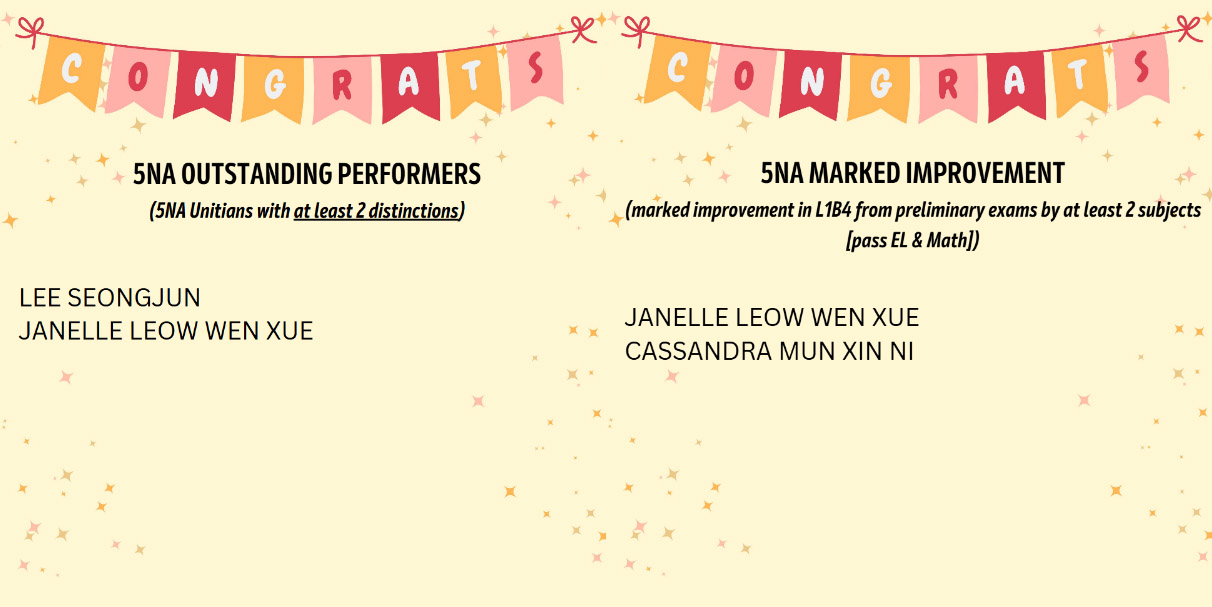 CONGRATS
5NA OUTSTANDING PERFORMERS
(5NA Unitians with at least 2 distinctions)
LEE SEONGJUN
JANELLE LEOW WEN XUE
CONGRATS
5NA MARKED IMPROVEMENT
(marked improvement in L1B4 from preliminary exams by at least 2 subjects
[pass EL & Math])
JANELLE LEOW WEN XUE
CASSANDRA MUN XIN NI